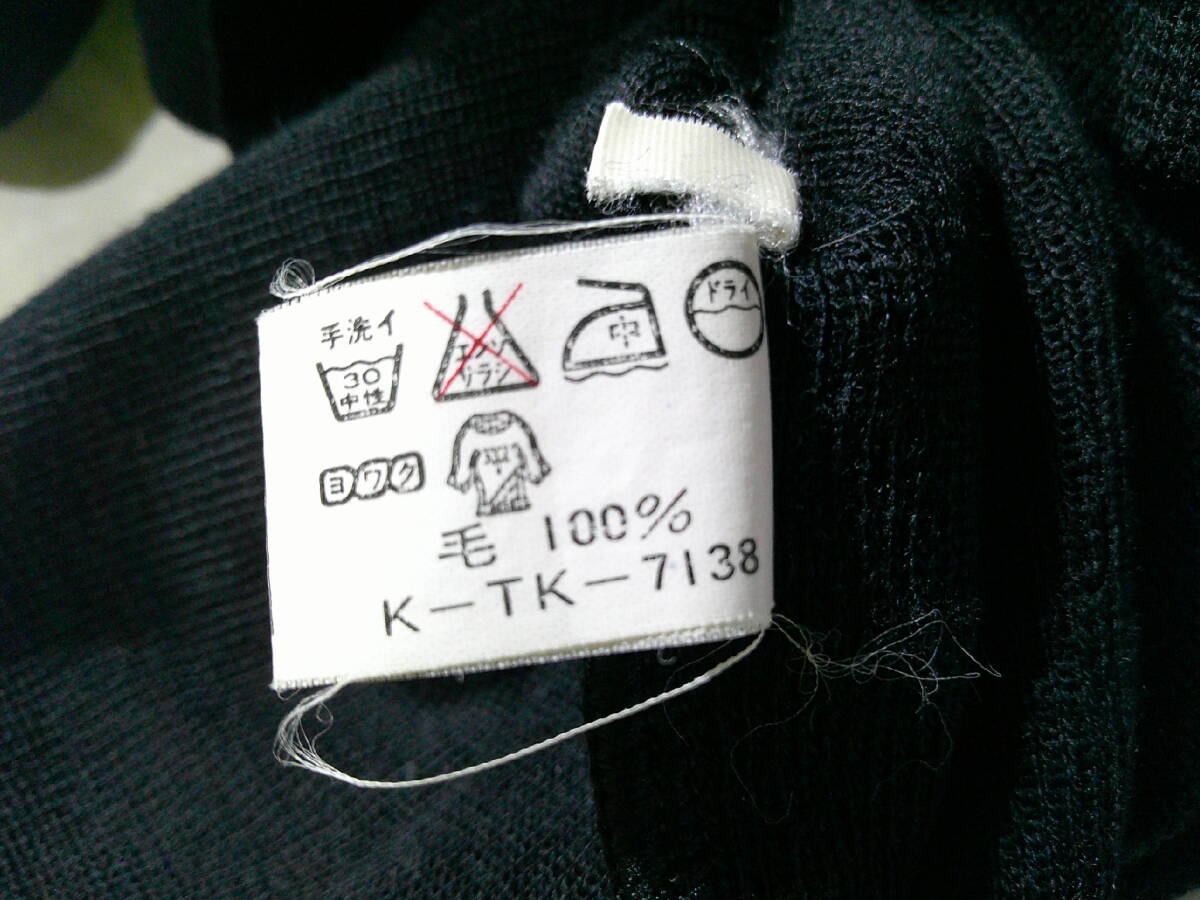 手洗イ
30
中性
エンソ
サラシ
中
ドライ
ヨワク
毛 100%
K-TK-7138